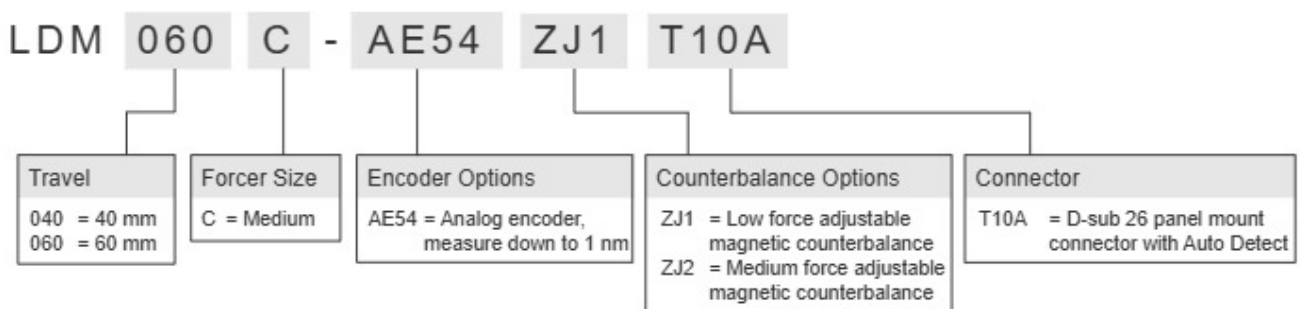 LDM 060 C - AE54 ZJ1 T10A
Travel
040 = 40 mm
060 = 60 mm
Forcer Size
C = Medium
Encoder Options
AE54 = Analog encoder,
measure down to 1 nm
Counterbalance Options
ZJ1 = Low force adjustable
magnetic counterbalance
ZJ2 = Medium force adjustable
magnetic counterbalance
Connector
T10A = D-sub 26 panel mount
connector with Auto Detect